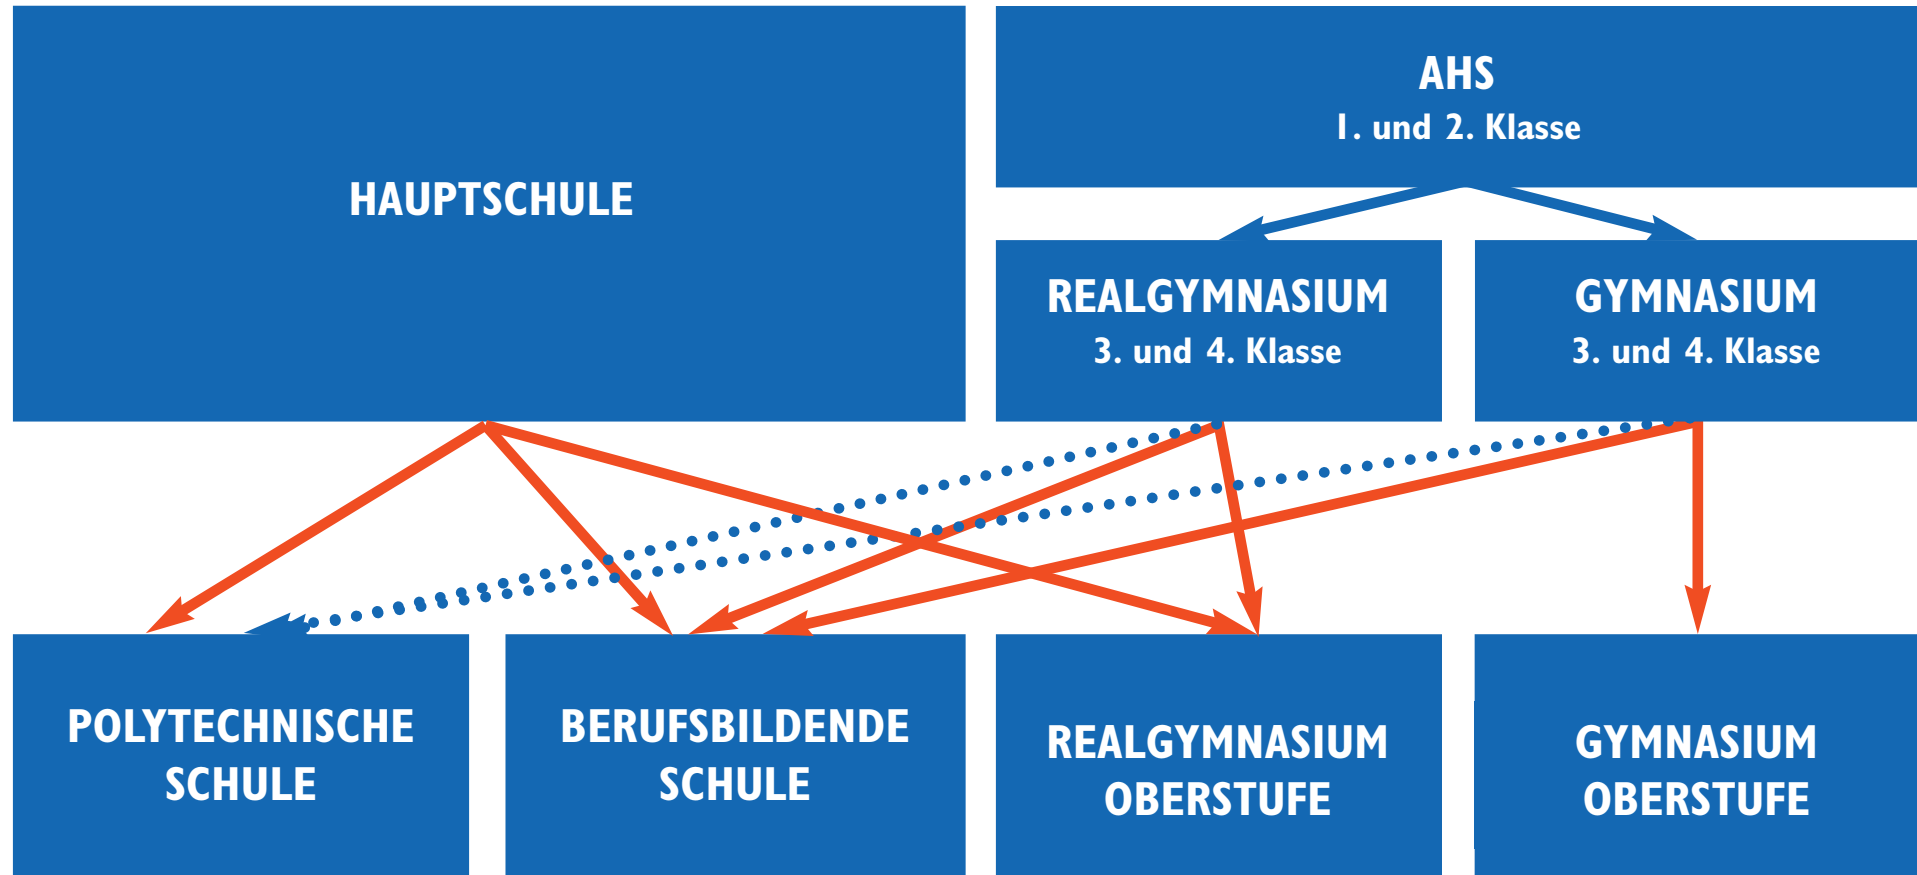 HAUPTSCHULE
AHS
1. und 2. Klasse
REALGYMNASIUM
3. und 4. Klasse
GYMNASIUM
3. und 4. Klasse
POLYTECHNISCHE
SCHULE
BERUFSBILDENDE
SCHULE
REALGYMNASIUM
OBERSTUFE
GYMNASIUM
OBERSTUFE